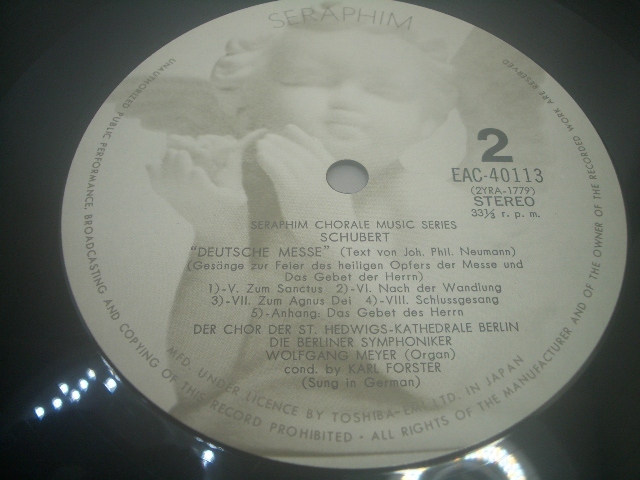 SERAPHIM
2
EAC-40113
(2YRA-1779)
STEREO
33⅓ r. p. m.
SERAPHIM CHORALE MUSIC SERIES
SCHUBERT
"DEUTSCHE MESSE" (Text von Joh. Phil. Neumann)
(Gesänge zur Feier des heiligen Opfers der Messe und
Das Gebet der Herrn)
1)-V. Zum Sanctus 2)-VI. Nach der Wandlung
3)-VII. Zum Agnus Dei 4)-VIII. Schlussgesang
5)-Anhang: Das Gebet des Herrn
DER CHOR DER ST. HEDWIGS-KATHEDRALE BERLIN
DIE BERLINER SYMPHONIKER
WOLFGANG MEYER (Organ)
cond. by KARL FORSTER
(Sung in German)
MFD. UNDER LICENCE BY TOSHIBA-EMI LTD. IN JAPAN
UNAUTHORIZED PUBLIC PERFORMANCE, BROADCASTING AND COPYING OF THIS RECORD PROHIBITED · ALL RIGHTS OF THE MANUFACTURER AND OF THE OWNER OF THE RECORDED WORK ARE RESERVED